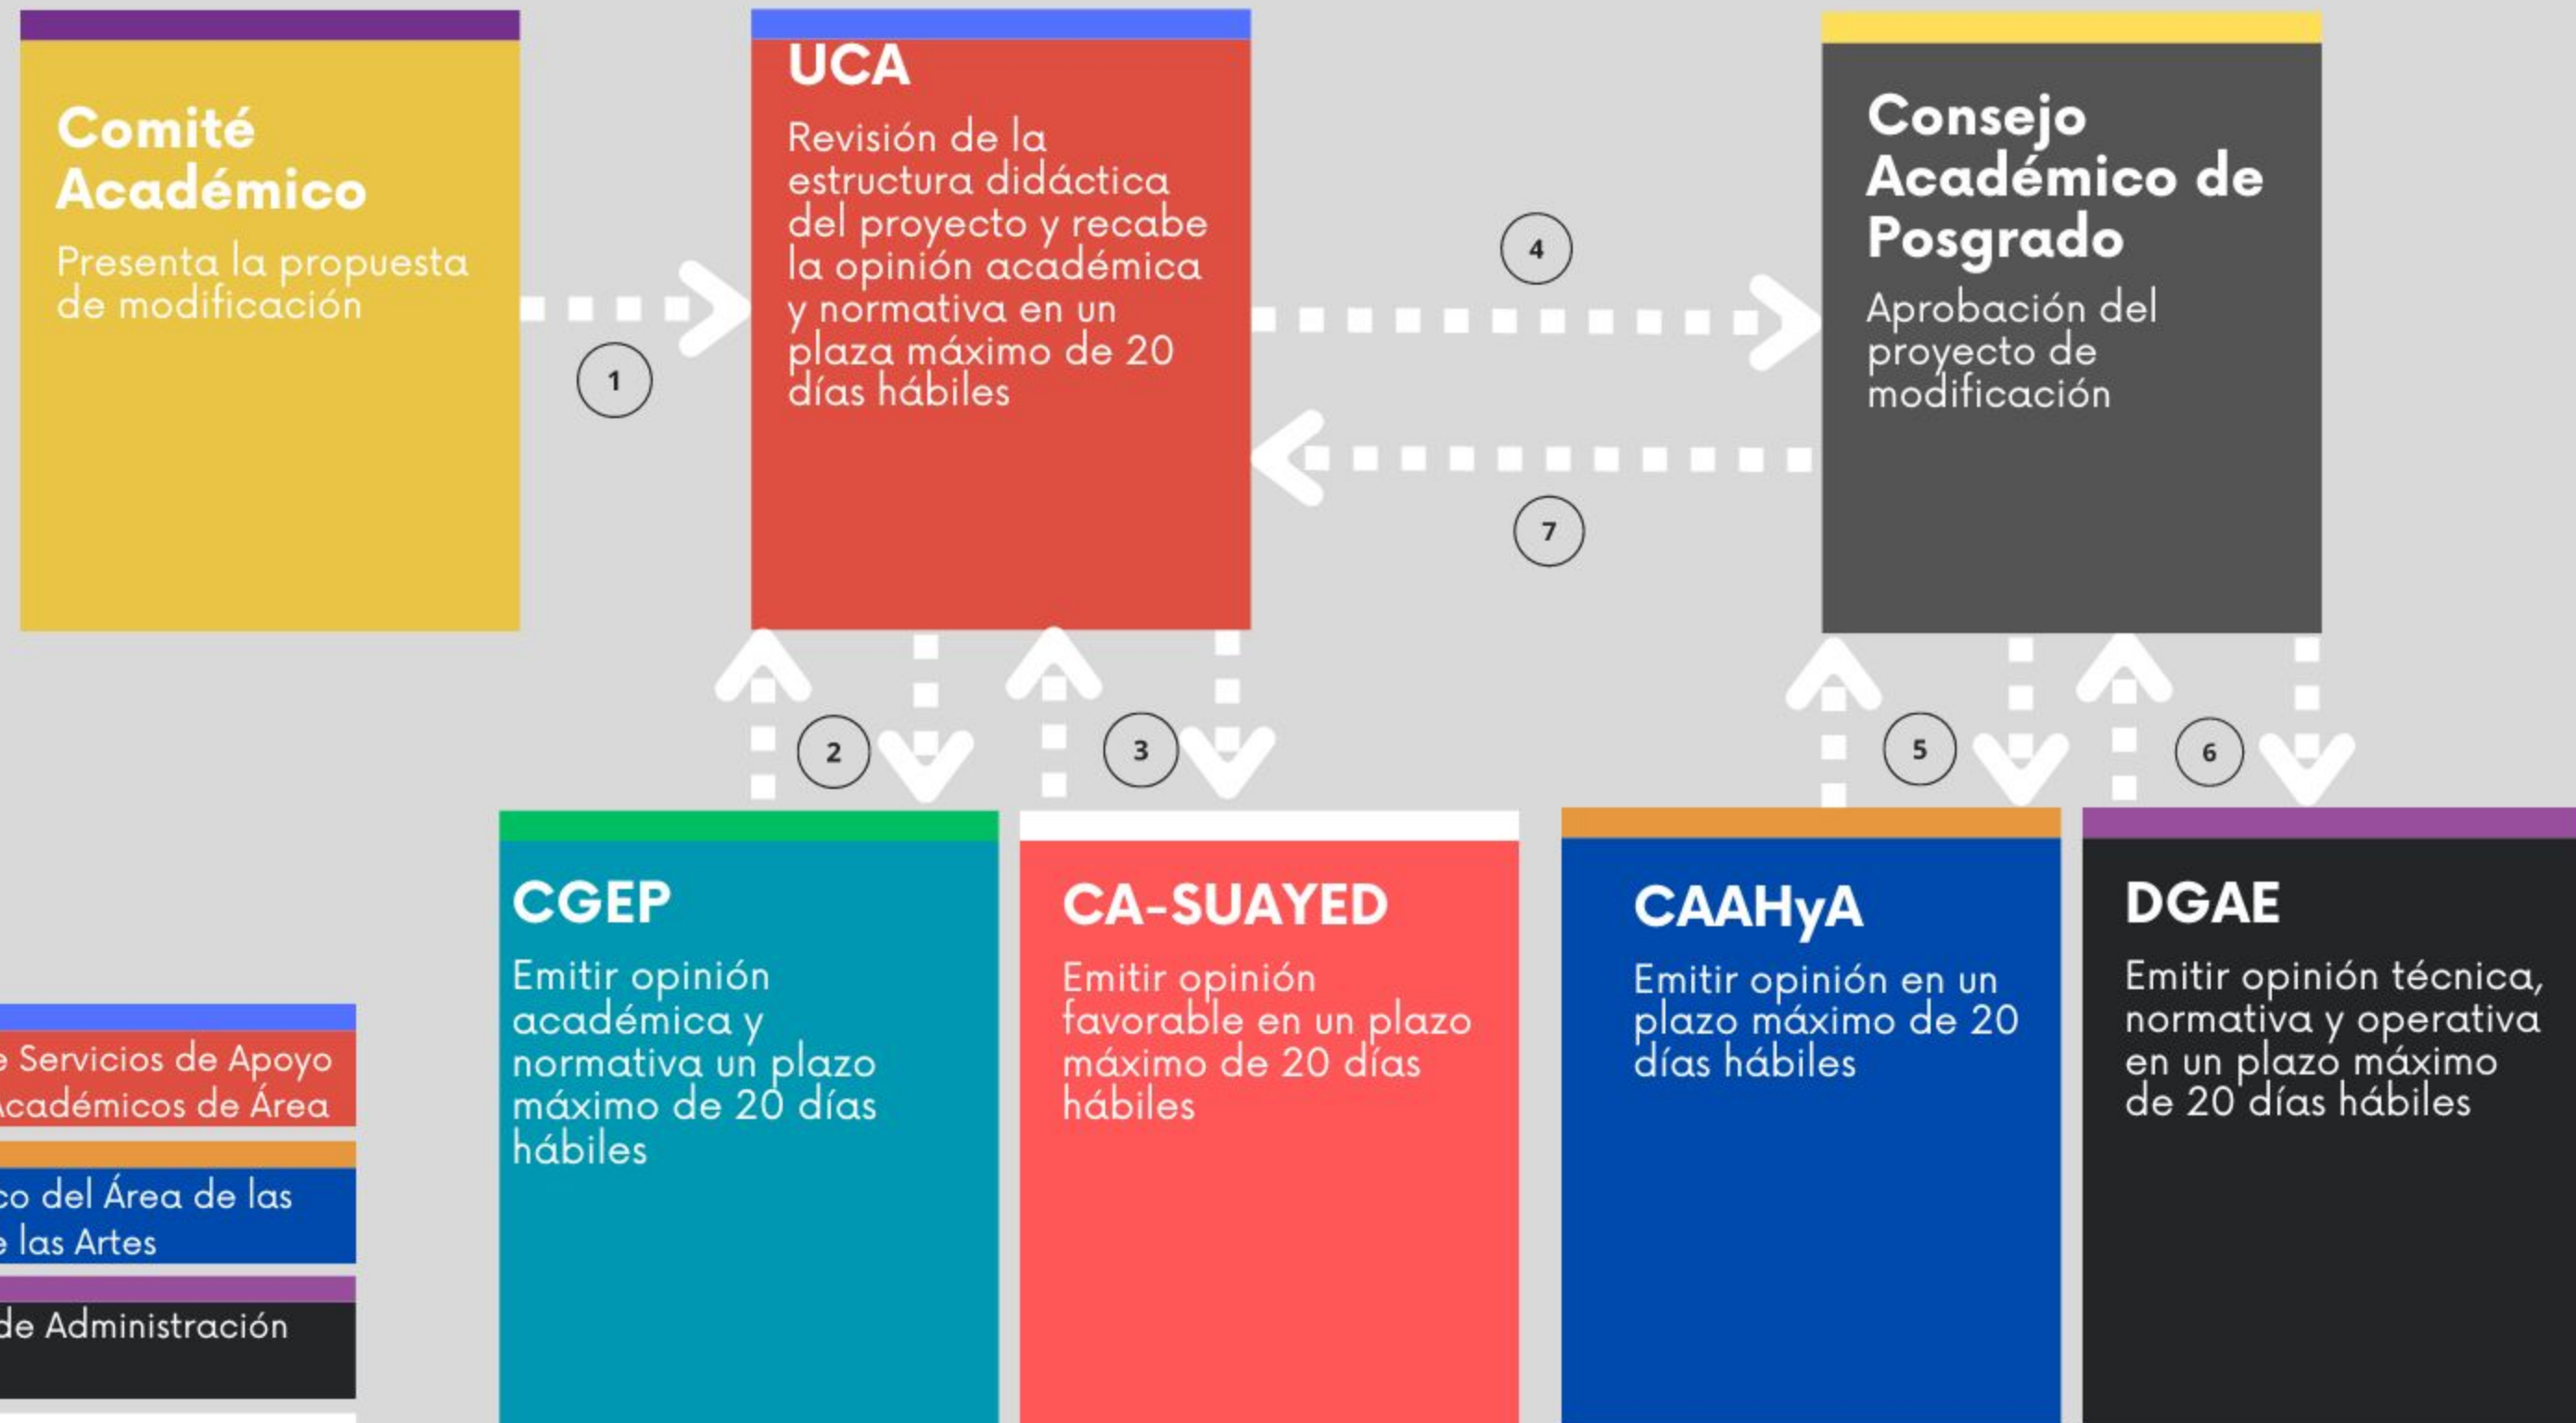 Comité
Académico
Presenta la propuesta
de modificación
1
UCA
Revisión de la
estructura didáctica
del proyecto y recabe
la opinión académica
y normativa en un
plaza máximo de 20
días hábiles
4
7
Consejo
Académico de
Posgrado
Aprobación del
proyecto de
modificación
2
3
5
6
CGEP
Emitir opinión
académica y
normativa un plazo
máximo de 20 días
hábiles
CA-SUAYED
Emitir opinión
favorable en un plazo
máximo de 20 días
hábiles
CAAHyA
Emitir opinión en un
plazo máximo de 20
días hábiles
DGAE
Emitir opinión técnica,
normativa y operativa
en un plazo máximo
de 20 días hábiles
Servicios de Apoyo
Académicos de Área
del Área de las
las Artes
de Administración